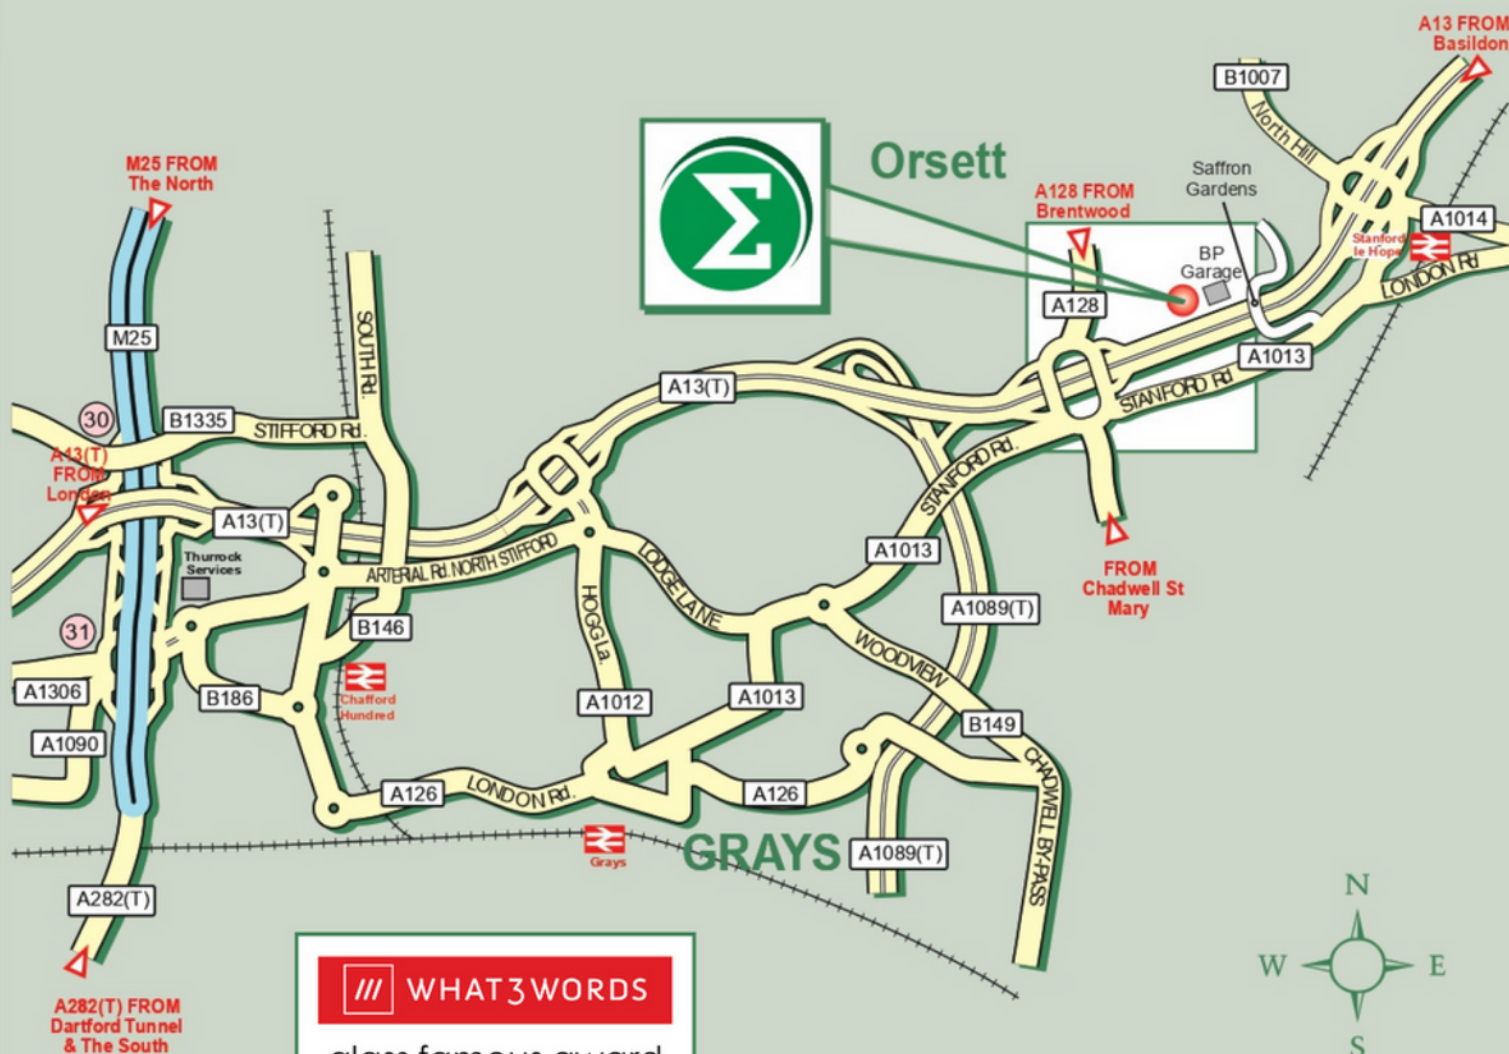 A13 FROM
Basildon
B1007
North Hill
M25 FROM
The North
Orsett
Saffron
Gardens
A128 FROM
Brentwood
A1014
Stanford
le Hope
LONDON Rd
BP
Garage
Σ
A128
SOUTH Rd.
M25
A1013
A13(T)
STANFORD Rd
30
B1335
STIFFORD Rd.
A13(T)
FROM
London
STANFORD Rd.
A13(T)
Thurrock
Services
ARTERIAL Rd. NORTH STIFFORD
LODGE LANE
A1013
FROM
Chadwell St
Mary
HOGG La.
A1089(T)
31
B146
WOODVIEW
A1306
B186
Chafford
Hundred
A1012
A1013
B149
A1090
CHADWELL BY-PASS
A126
LONDON Rd.
A126
Grays
GRAYS
A1089(T)
A282(T)
N
W
E
S
/// WHAT3WORDS
A282(T) FROM
Dartford Tunnel
& The South